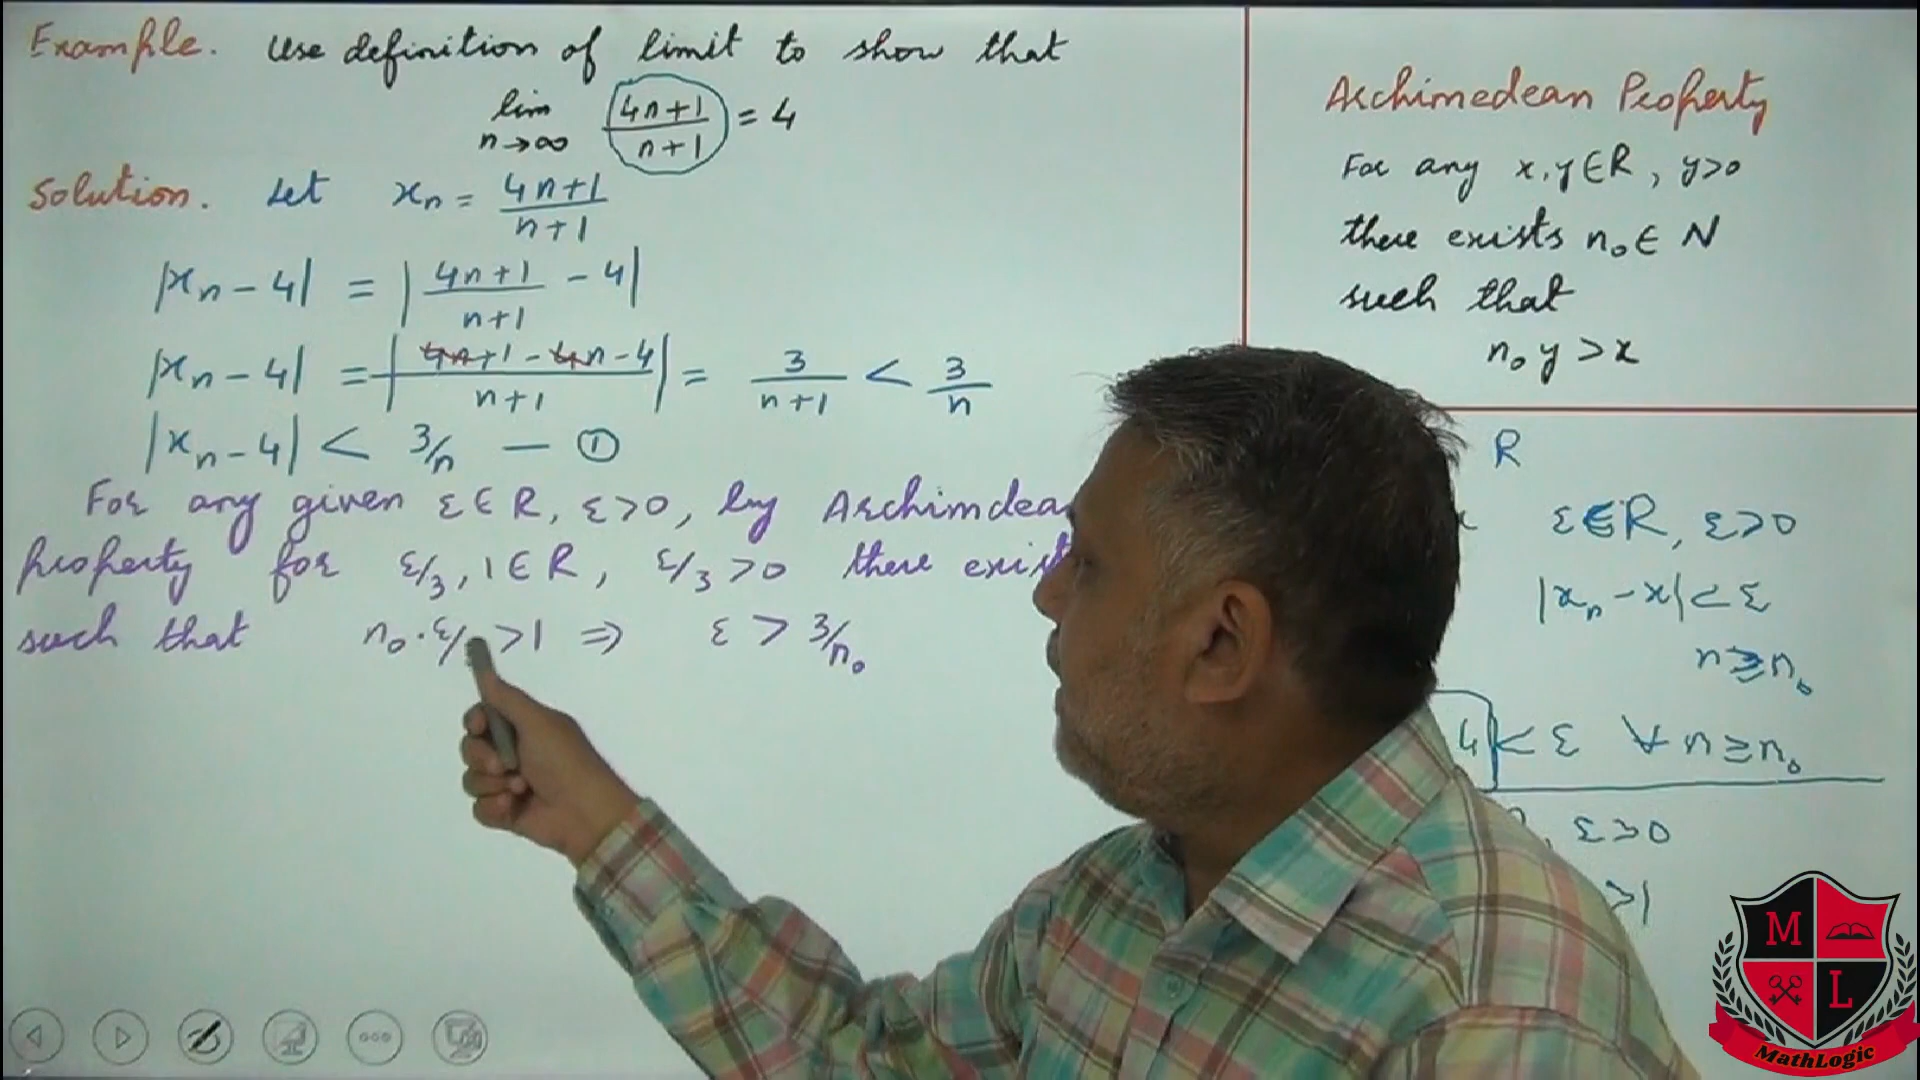 Example. Use definition of limit to show that
lim n→∞ (4n+1)/(n+1) = 4
Solution. Let xn = (4n+1)/(n+1)
|xn - 4| = |(4n+1)/(n+1) - 4|
|xn - 4| = |(4n+1-4n-4)/(n+1)| = 3/(n+1) < 3/n
|xn - 4| < 3/n — ①
For any given ε∈R, ε>0, by Archimdea
property for ε/3, 1∈R, ε/3 >0 there exist
such that n₀·ε/ >1 ⇒ ε > 3/n₀
Archimedean Property
For any x, y∈R, y>0
there exists n₀∈N
such that
n₀y > x
R
ε∈R, ε>0
|xn - x| < ε
n≥n₀
4|< ε ∀ n≥n₀
, ε>0
>1
M
L
MathLogic